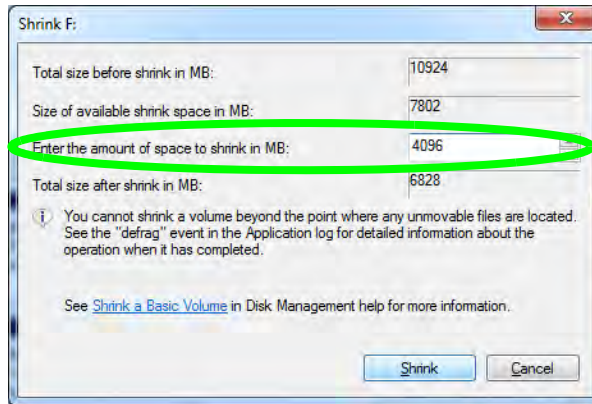 Shrink F:
Total size before shrink in MB: 10924
Size of available shrink space in MB: 7802
Enter the amount of space to shrink in MB: 4096
Total size after shrink in MB: 6828
You cannot shrink a volume beyond the point where any unmovable files are located.
See the "defrag" event in the Application log for detailed information about the
operation when it has completed.
See Shrink a Basic Volume in Disk Management help for more information.
Shrink Cancel